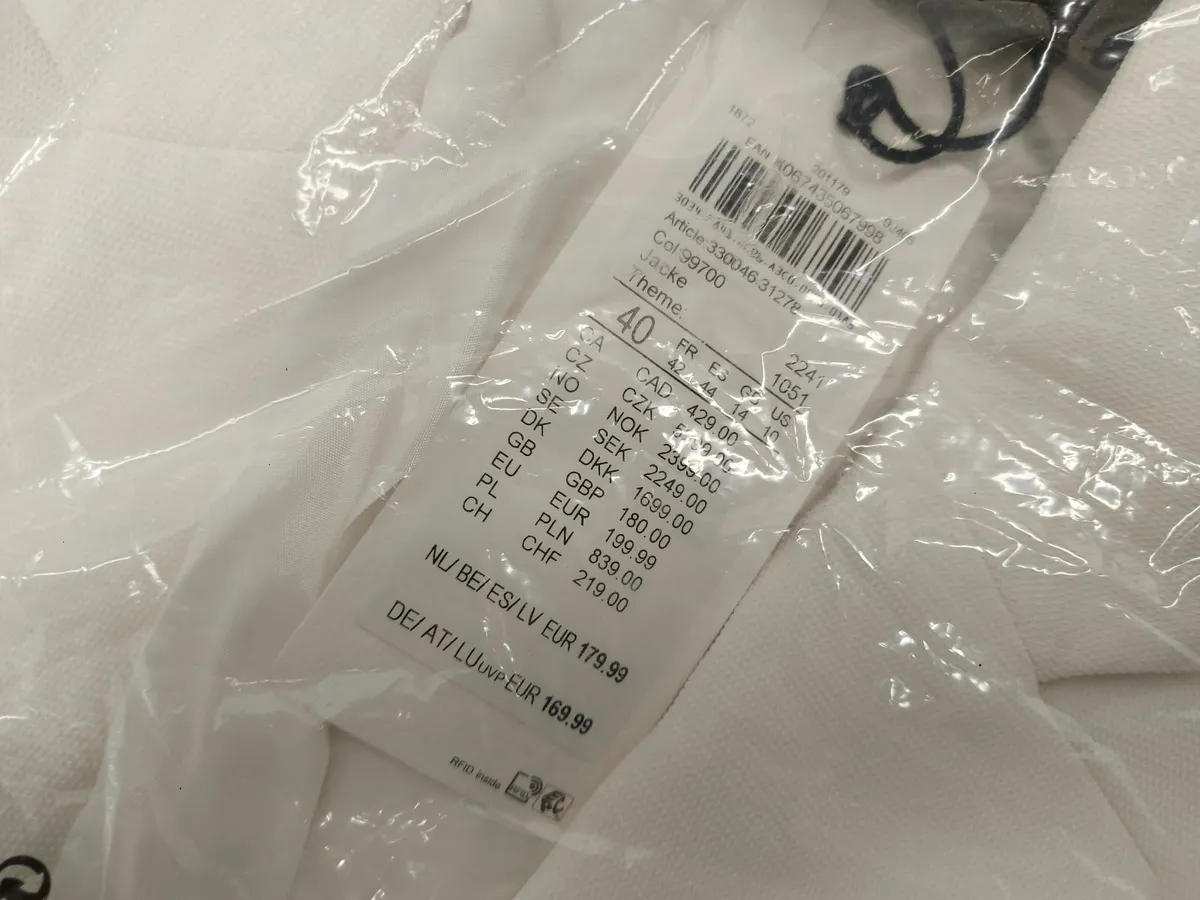 1872
201179
EAN 4067435067998
Article:330046-31278
Col:99700
Jacke
2241
Theme:
1051
40 FR ES GB US
42 44 14 10
CA CAD 429.00
CZ CZK
NO NOK 2399.00
SE SEK 2249.00
DK DKK 1699.00
GB GBP 180.00
EU EUR 199.99
PL PLN 839.00
CH CHF 219.00
NL/ BE/ ES/ LV EUR 179.99
DE/ AT/ LU UVP EUR 169.99
RFID inside